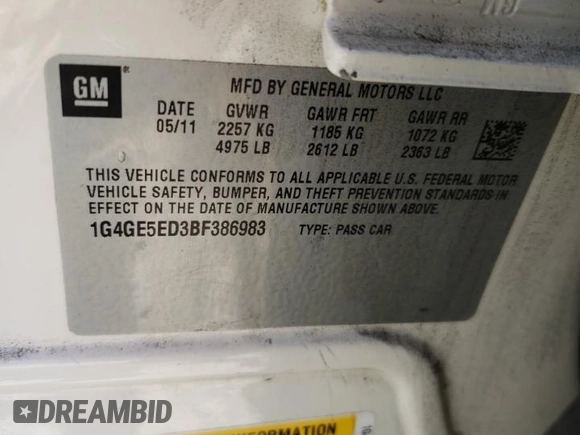 GM
GM ®
MFD BY GENERAL MOTORS LLC
DATE GVWR GAWR FRT GAWR RR
05/11 2257 KG 1185 KG 1072 KG
4975 LB 2612 LB 2363 LB
THIS VEHICLE CONFORMS TO ALL APPLICABLE U.S. FEDERAL MOTOR
VEHICLE SAFETY, BUMPER, AND THEFT PREVENTION STANDARDS IN
EFFECT ON THE DATE OF MANUFACTURE SHOWN ABOVE.
1G4GE5ED3BF386983 TYPE: PASS CAR
INFORMATION
DREAMBID